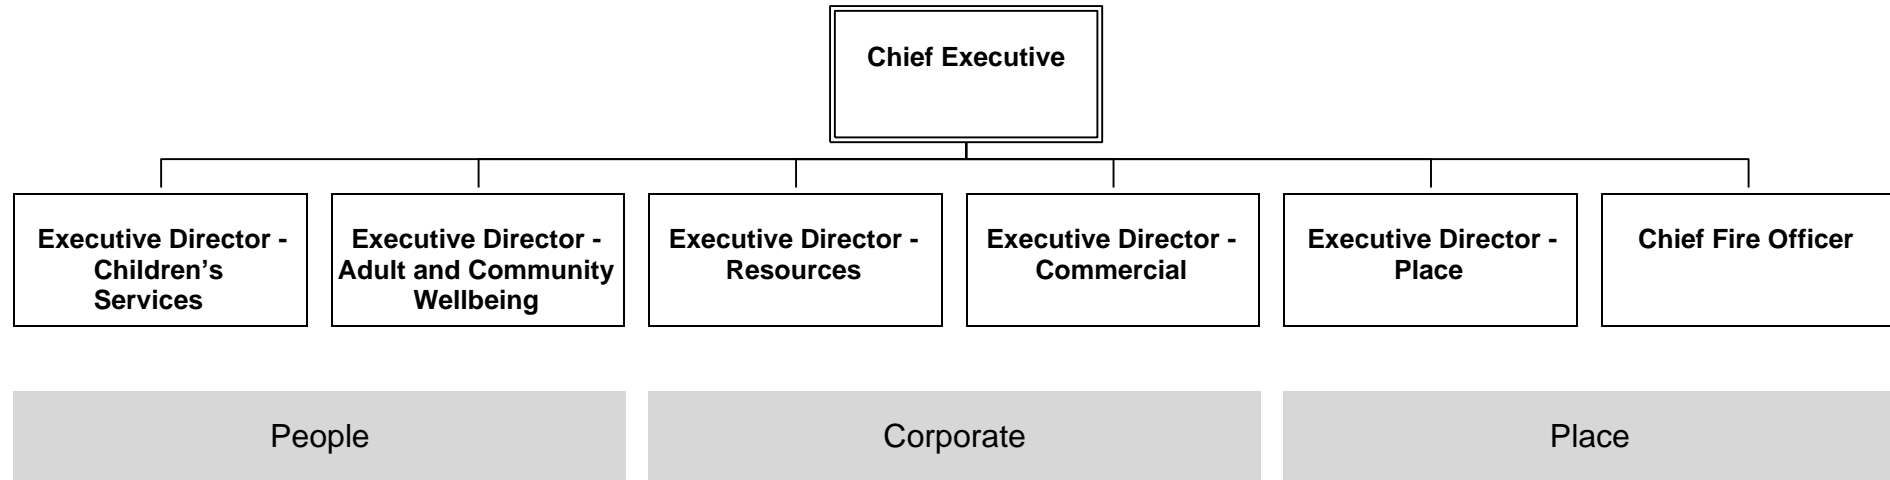 Chief Executive
Executive Director -
Children’s
Services
Executive Director -
Adult and Community
Wellbeing
Executive Director -
Resources
Executive Director -
Commercial
Executive Director -
Place
Chief Fire Officer
People
Corporate
Place